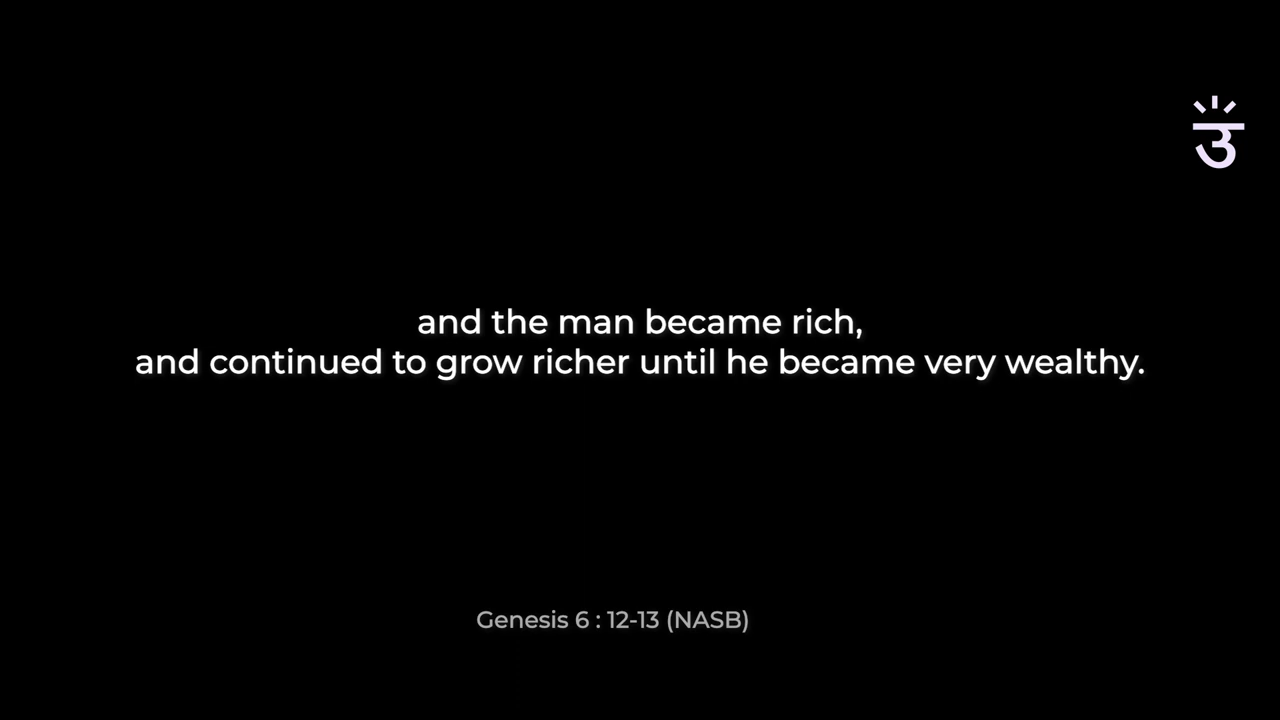 उ
and the man became rich,
and continued to grow richer until he became very wealthy.
Genesis 6 : 12-13 (NASB)